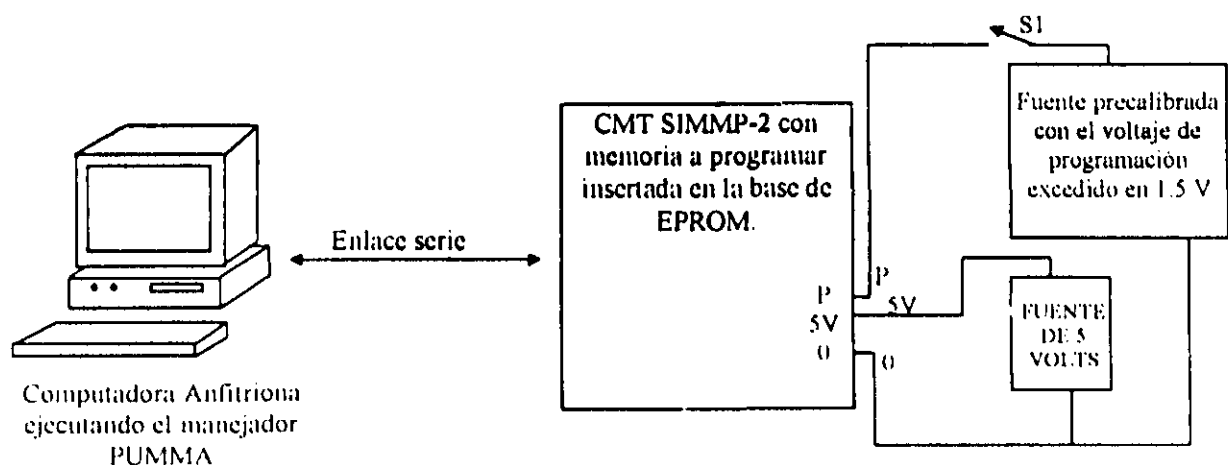 S1
Fuente precalibrada
con el voltaje de
programación
excedido en 1.5 V
CMT SIMMP-2 con
memoria a programar
insertada en la base de
EPROM.
Enlace serie
P
P
5V
5V
0
0
FUENTE
DE 5
VOLTS
Computadora Anfitriona
ejecutando el manejador
PUMMA